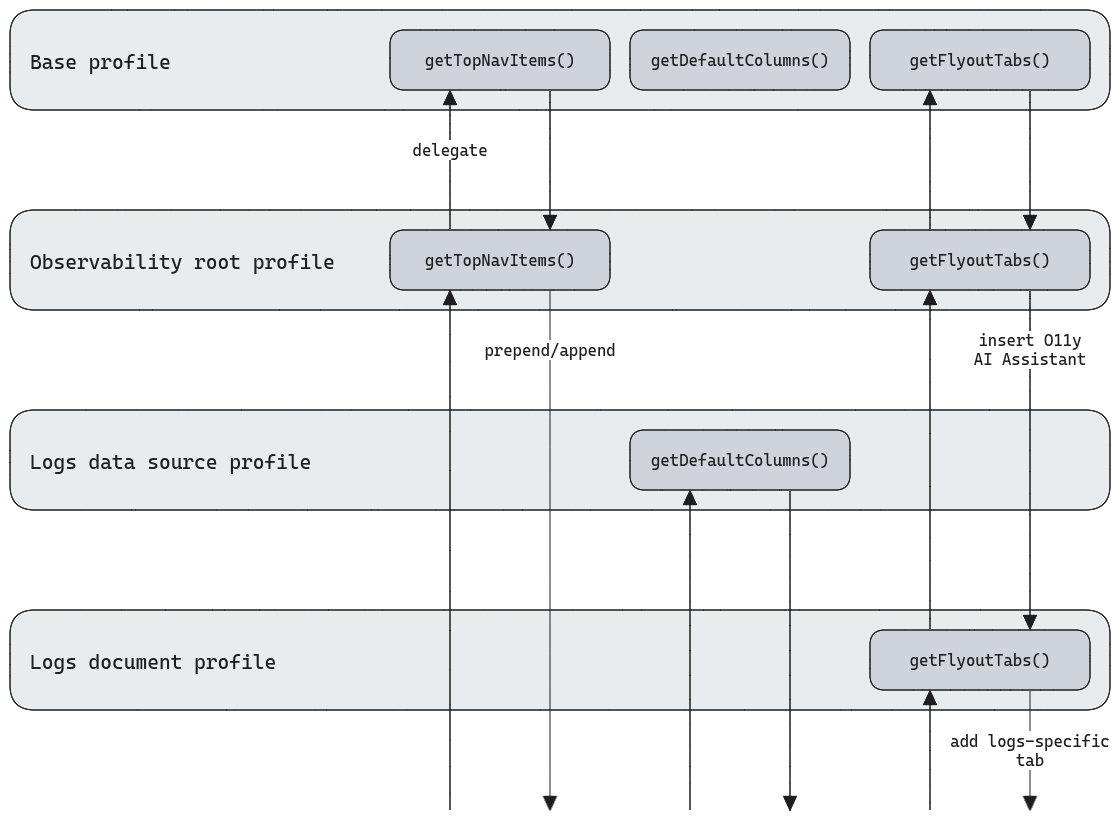 Base profile
getTopNavItems()
getDefaultColumns()
getFlyoutTabs()
delegate
Observability root profile
getTopNavItems()
getFlyoutTabs()
prepend/append
insert O11y
AI Assistant
Logs data source profile
getDefaultColumns()
Logs document profile
getFlyoutTabs()
add logs-specific
tab